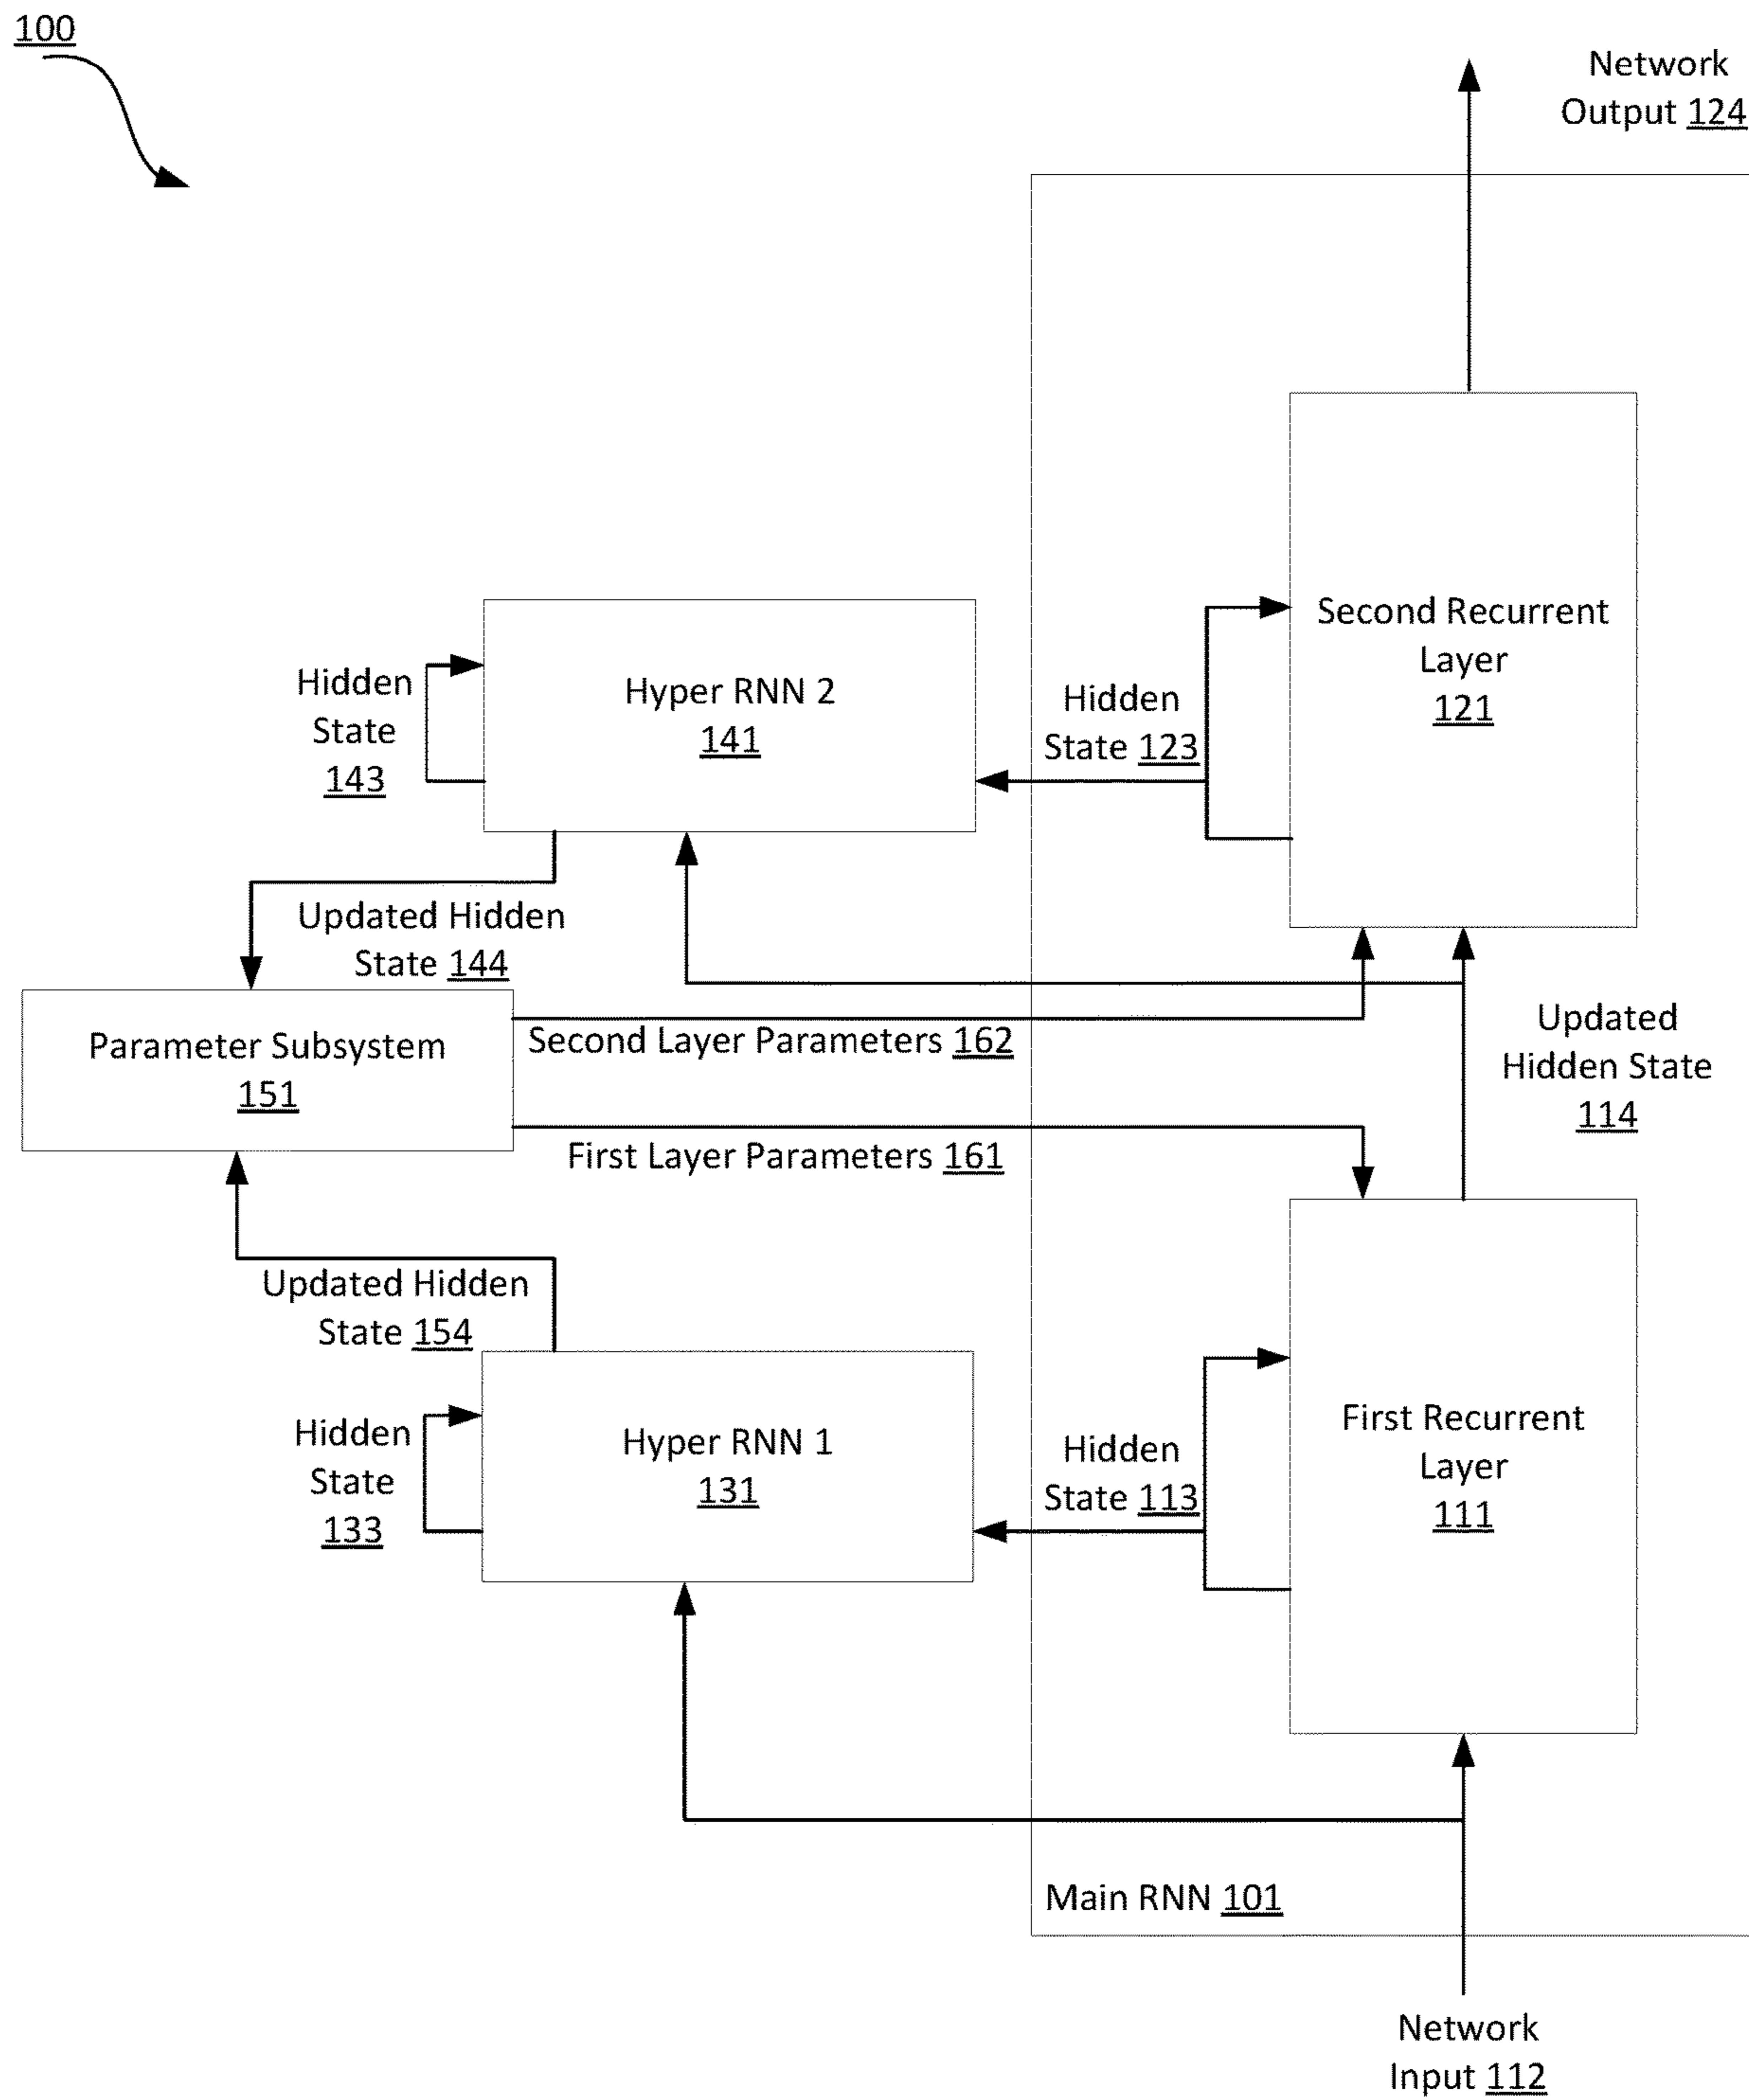 100
Network
Output 124
Second Recurrent
Layer
121
Hidden
State 123
Hyper RNN 2
141
Hidden
State
143
Updated Hidden
State 144
Parameter Subsystem
151
Second Layer Parameters 162
First Layer Parameters 161
Updated
Hidden State
114
Updated Hidden
State 154
Hyper RNN 1
131
Hidden
State
133
Hidden
State 113
First Recurrent
Layer
111
Main RNN 101
Network
Input 112